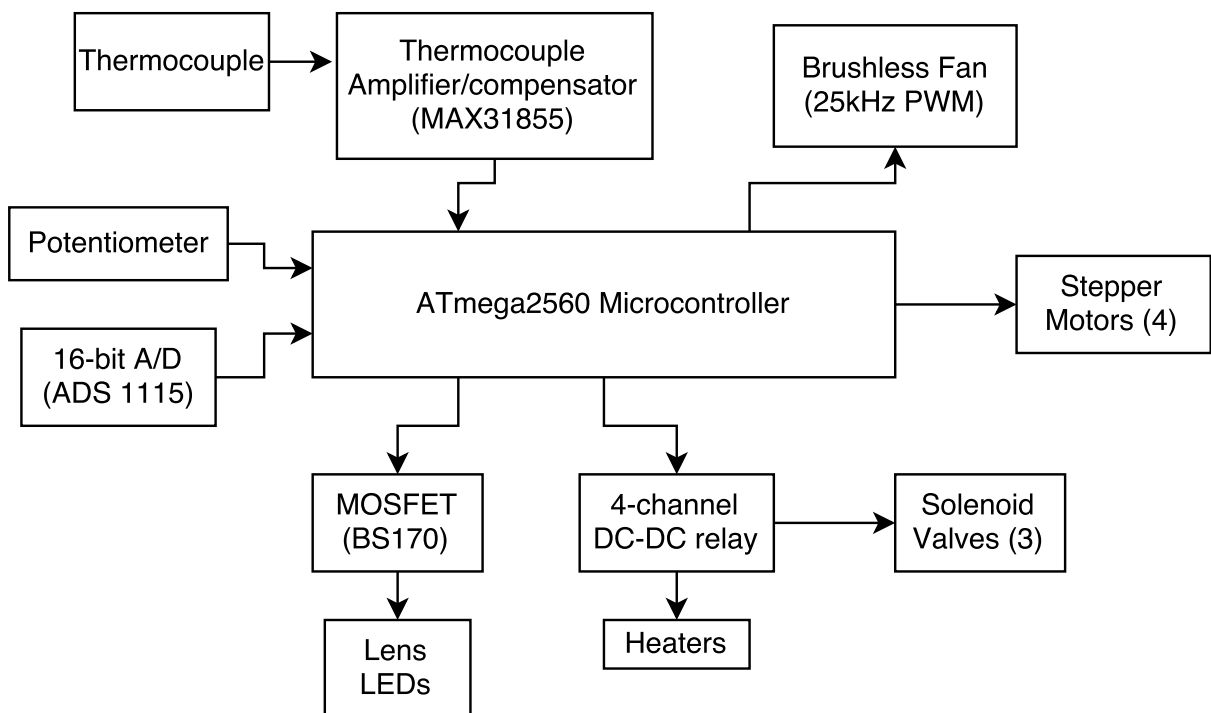 Thermocouple
Thermocouple
Amplifier/compensator
(MAX31855)
Brushless Fan
(25kHz PWM)
Potentiometer
ATmega2560 Microcontroller
Stepper
Motors (4)
16-bit A/D
(ADS 1115)
MOSFET
(BS170)
4-channel
DC-DC relay
Solenoid
Valves (3)
Lens
LEDs
Heaters